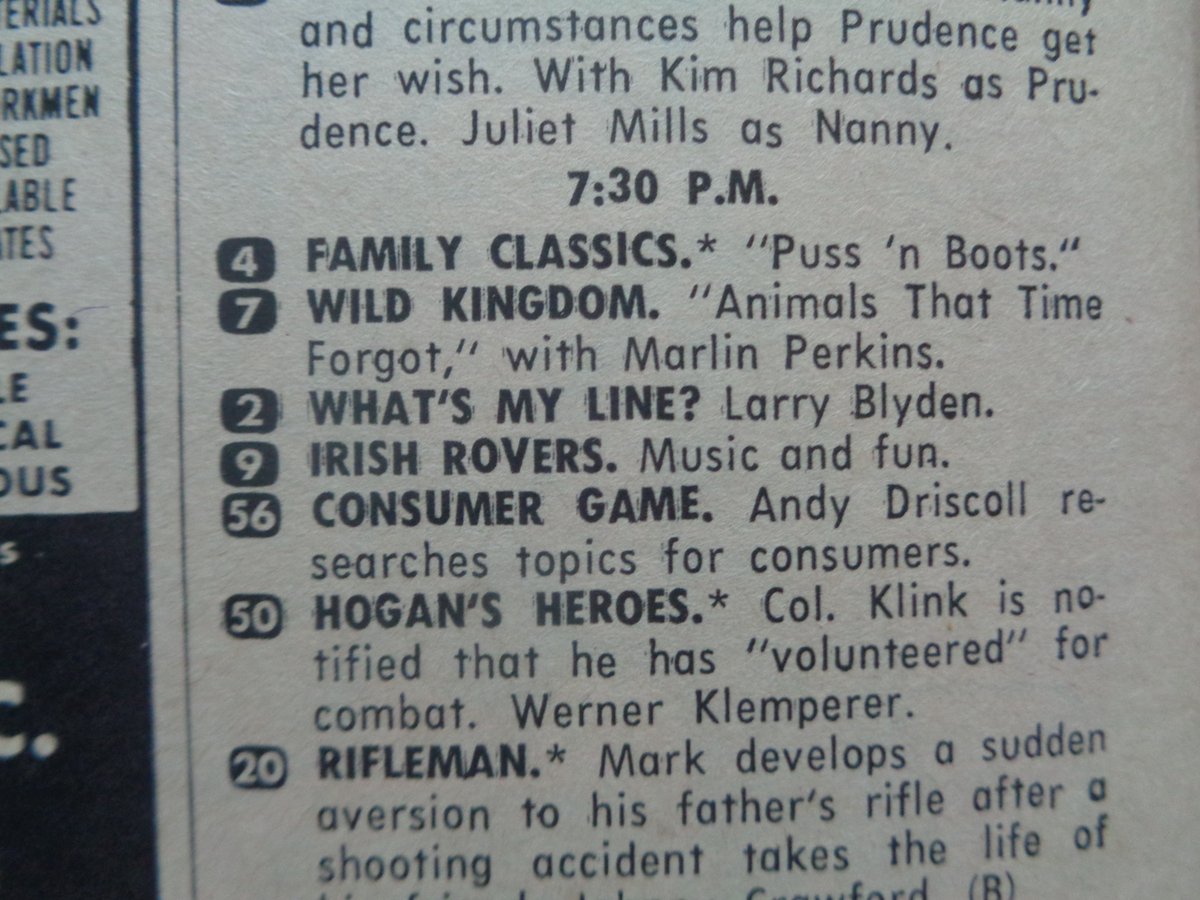 ERIALS
LATION
RKMEN
SED
LABLE
ATES
ES:
LE
CAL
OUS
s
C.
and circumstances help Prudence get
her wish. With Kim Richards as Pru-
dence. Juliet Mills as Nanny.
7:30 P.M.
4 FAMILY CLASSICS.* "Puss 'n Boots."
7 WILD KINGDOM. "Animals That Time
Forgot," with Marlin Perkins.
2 WHAT'S MY LINE? Larry Blyden.
9 IRISH ROVERS. Music and fun.
56 CONSUMER GAME. Andy Driscoll re-
searches topics for consumers.
50 HOGAN'S HEROES.* Col. Klink is no-
tified that he has "volunteered" for
combat. Werner Klemperer.
20 RIFLEMAN.* Mark develops a sudden
aversion to his father's rifle after a
shooting accident takes the life of
Crawford (B)